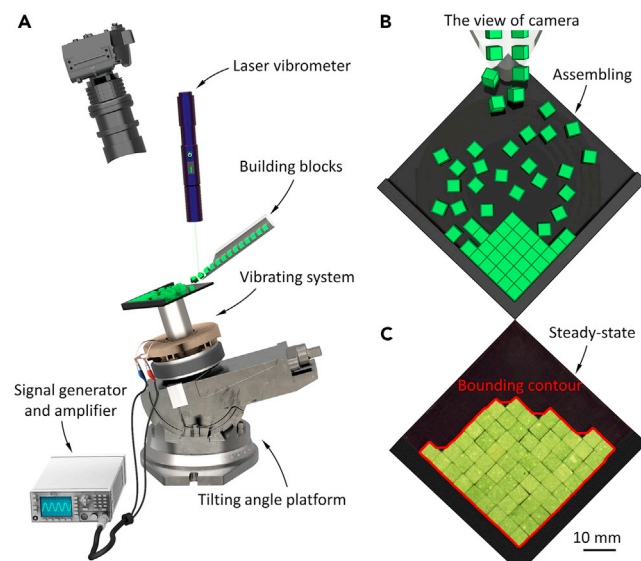 A
Laser vibrometer
Building blocks
Vibrating system
Signal generator
and amplifier
Tilting angle platform
B
The view of camera
Assembling
C
Steady-state
Bounding contour
10 mm